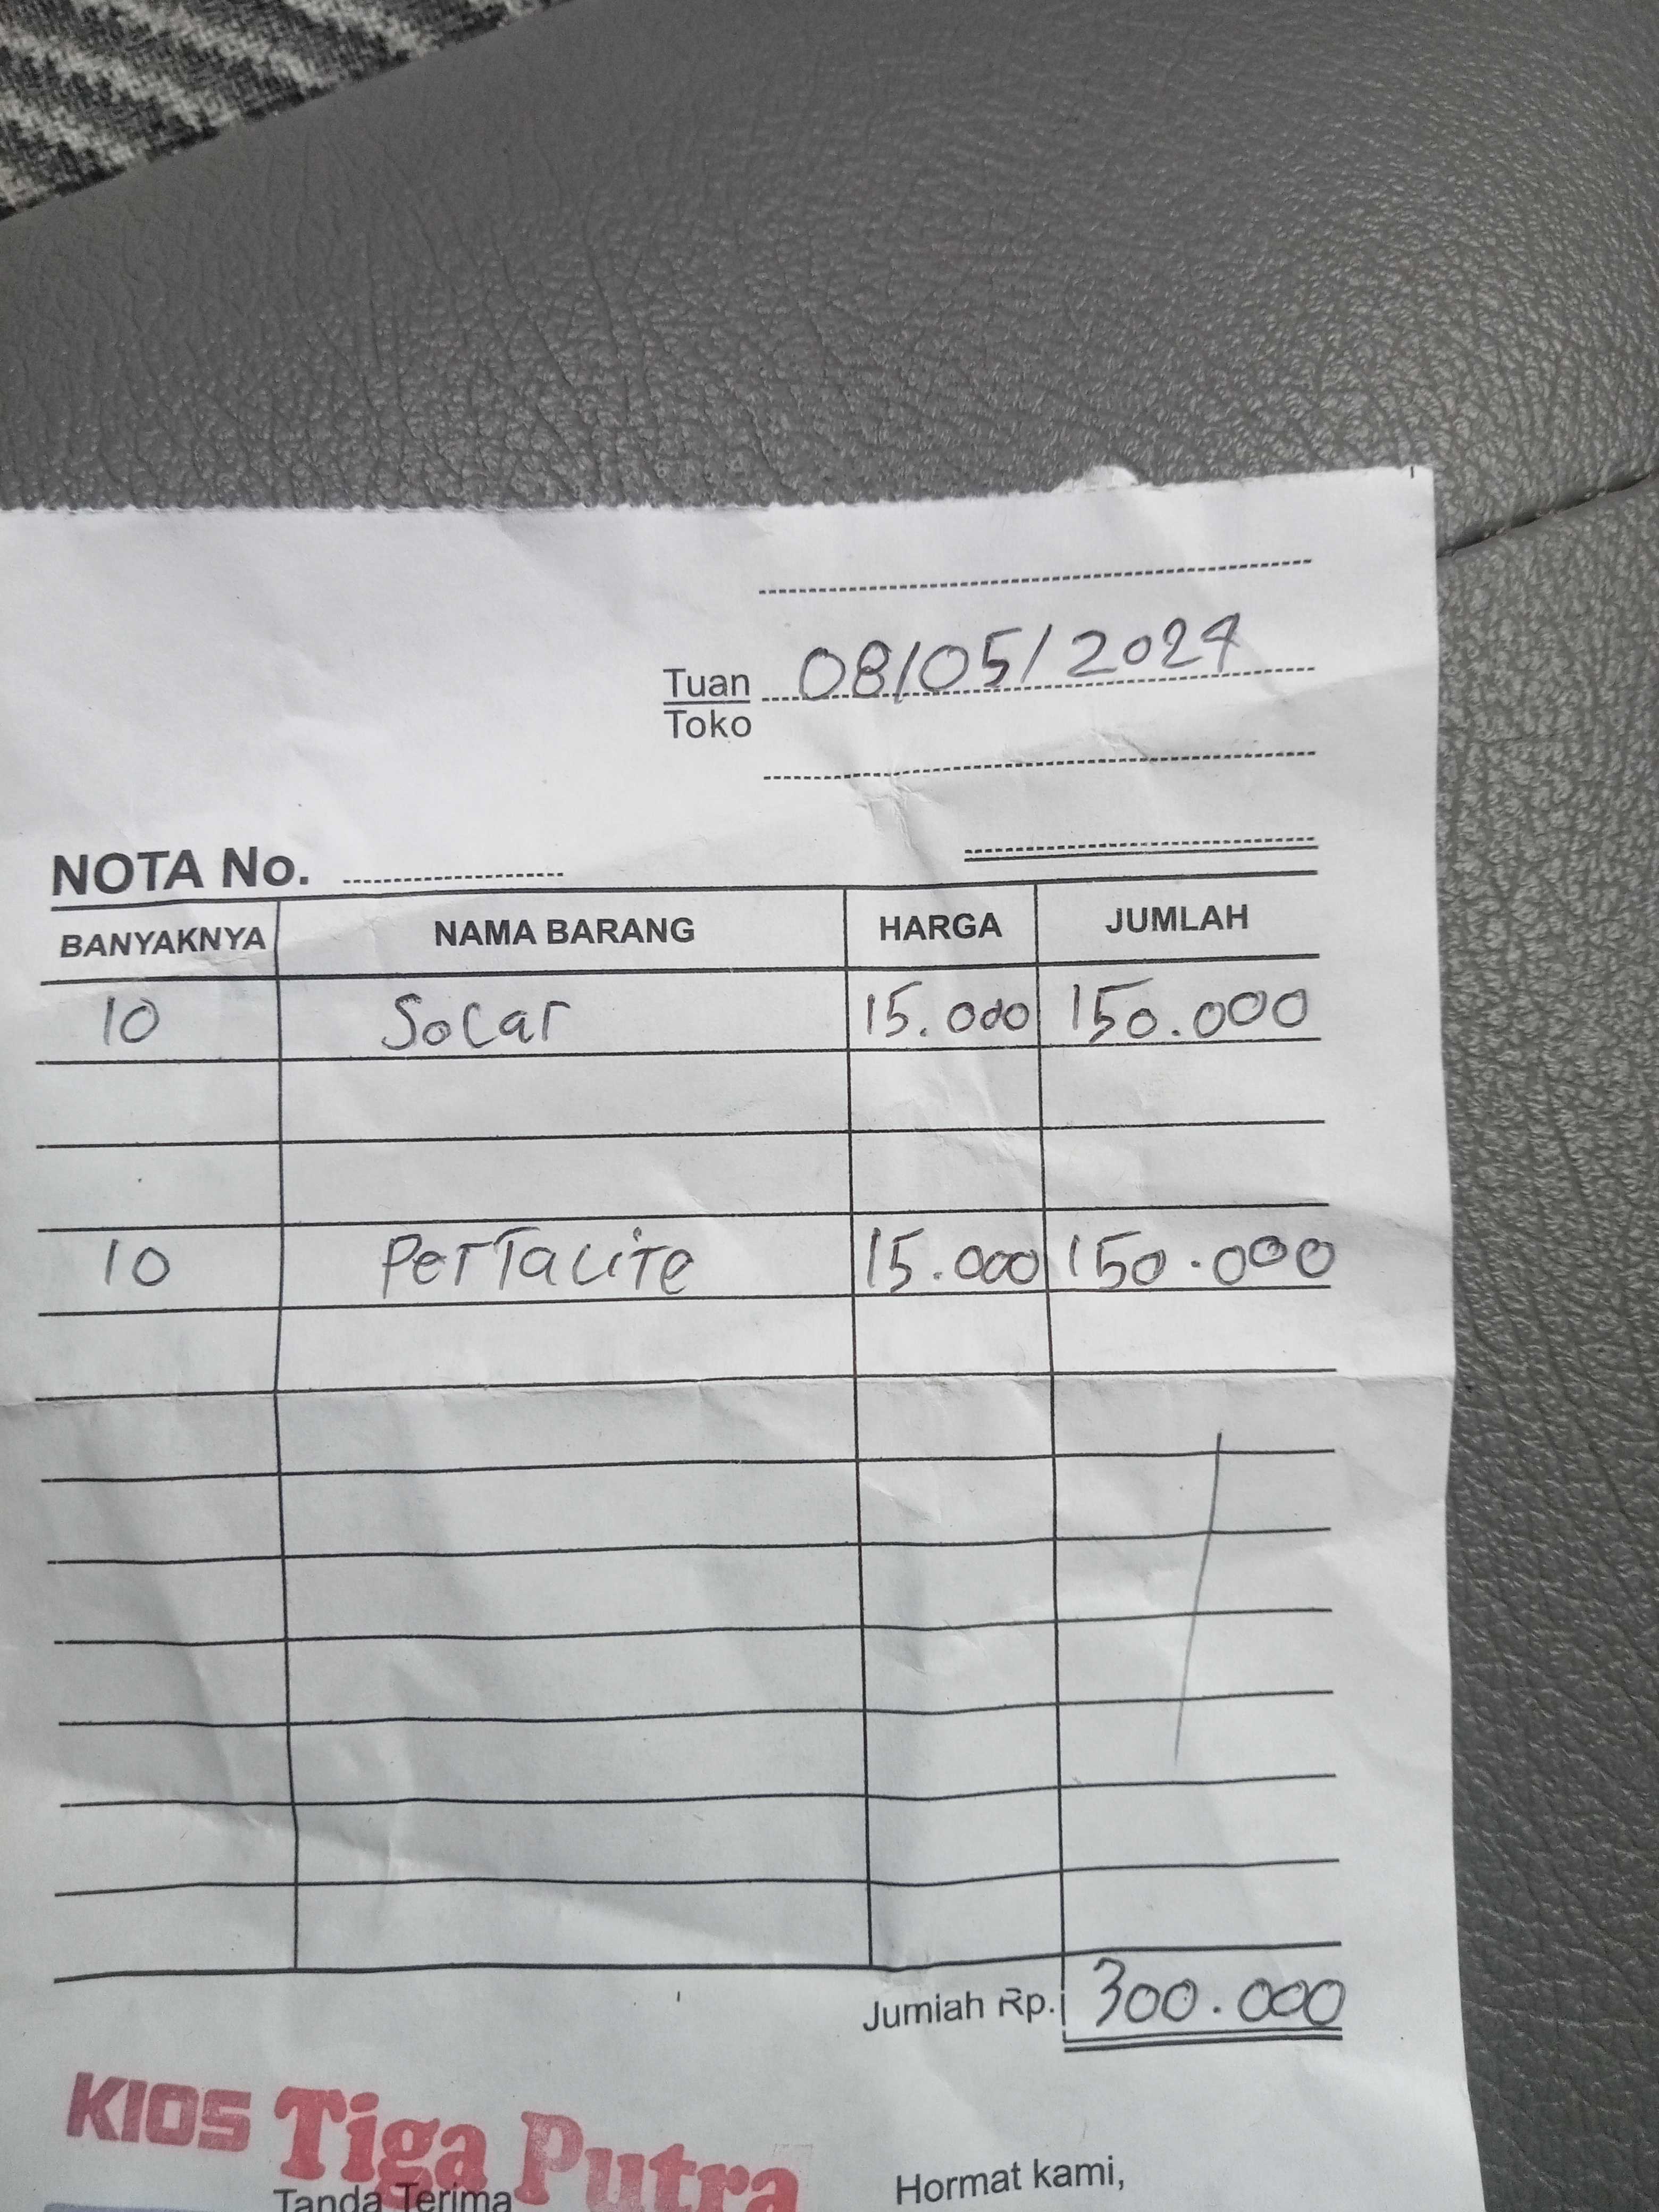 Tuan 08/05/2024
Toko
NOTA No.
BANYAKNYA NAMA BARANG HARGA JUMLAH
10 Solar 15.000 150.000
10 Pertalite 15.000 150.000
Jumlah Rp. 300.000
KIOS Tiga Putra
Tanda Terima Hormat kami,